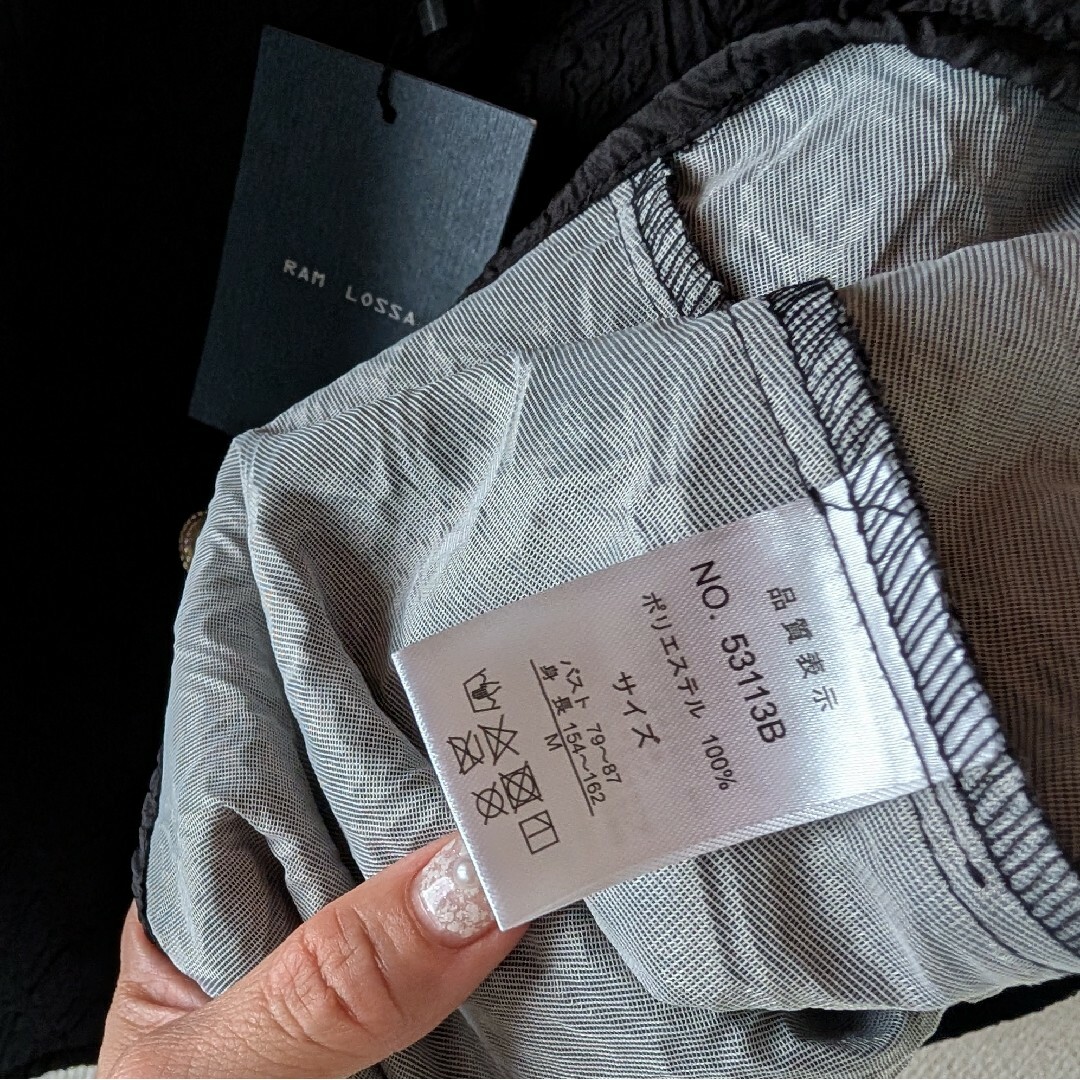 RAM LOSSA
品質表示
NO. 53113B
ポリエステル 100%
サイズ
バスト 79〜87
身長 154〜162
M